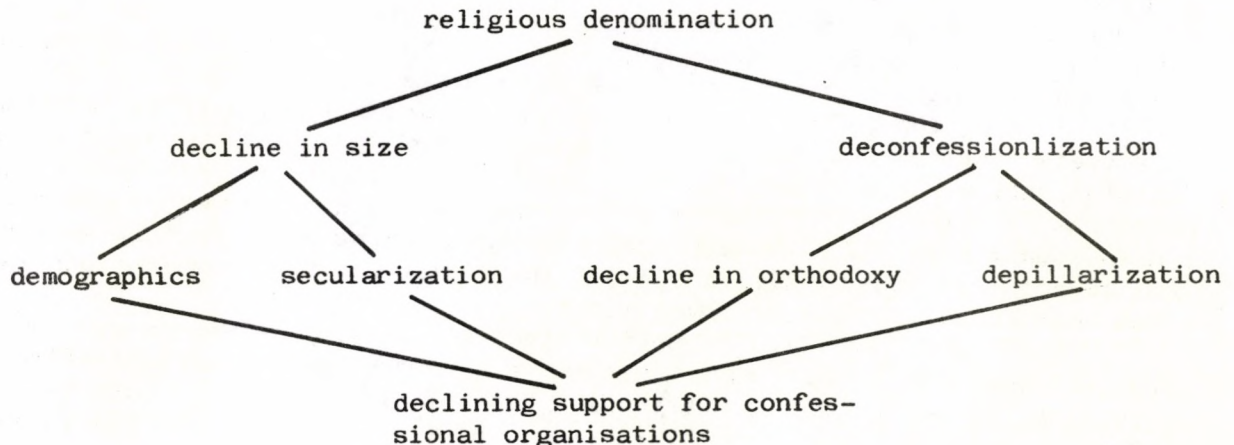 religious denomination
decline in size
deconfessionlization
demographics
secularization
decline in orthodoxy
depillarization
declining support for confes-
sional organisations